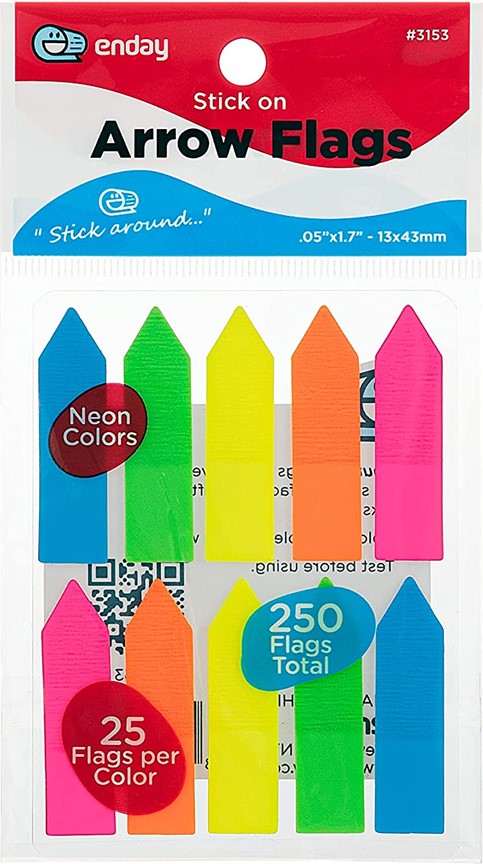 enday
#3153
Stick on
Arrow Flags
"Stick around..."
.05”x1.7” - 13x43mm
Neon
Colors
Test before using.
250
Flags
Total
25
Flags per
Color